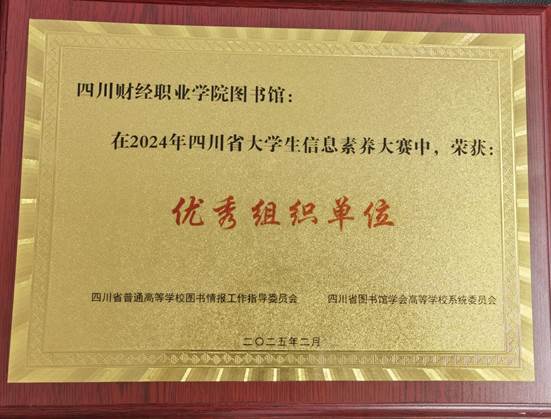 四川财经职业学院图书馆：
在2024年四川省大学生信息素养大赛中，荣获：
优秀组织单位
四川省普通高等学校图书情报工作指导委员会 四川省图书馆学会高等学校系统委员会
二〇二五年二月